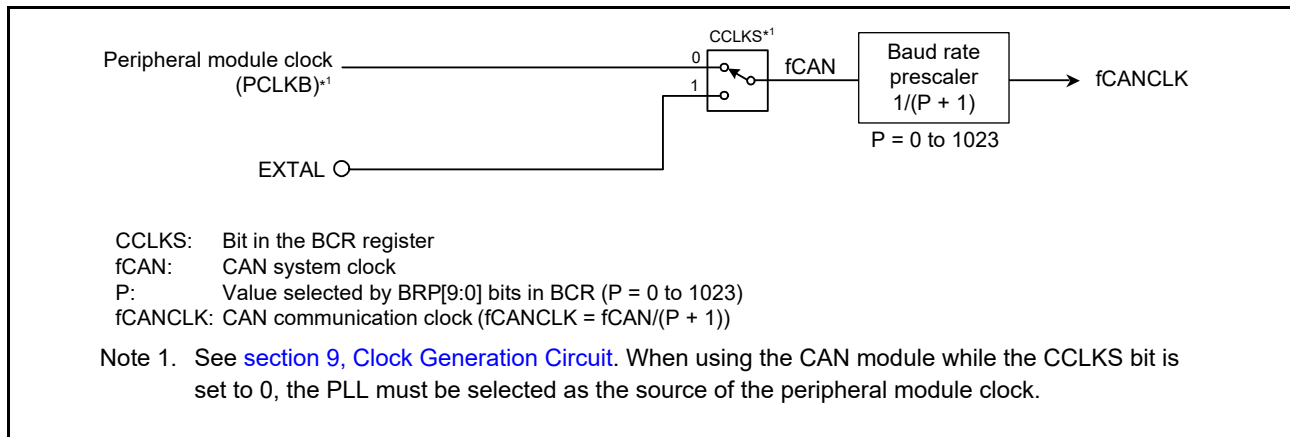 CCLKS*1
Peripheral module clock
(PCLKB)*1
0
1
fCAN
Baud rate
prescaler
1/(P + 1)
fCANCLK
P = 0 to 1023
EXTAL
CCLKS: Bit in the BCR register
fCAN: CAN system clock
P: Value selected by BRP[9:0] bits in BCR (P = 0 to 1023)
fCANCLK: CAN communication clock (fCANCLK = fCAN/(P + 1))
Note 1. See section 9, Clock Generation Circuit. When using the CAN module while the CCLKS bit is
set to 0, the PLL must be selected as the source of the peripheral module clock.